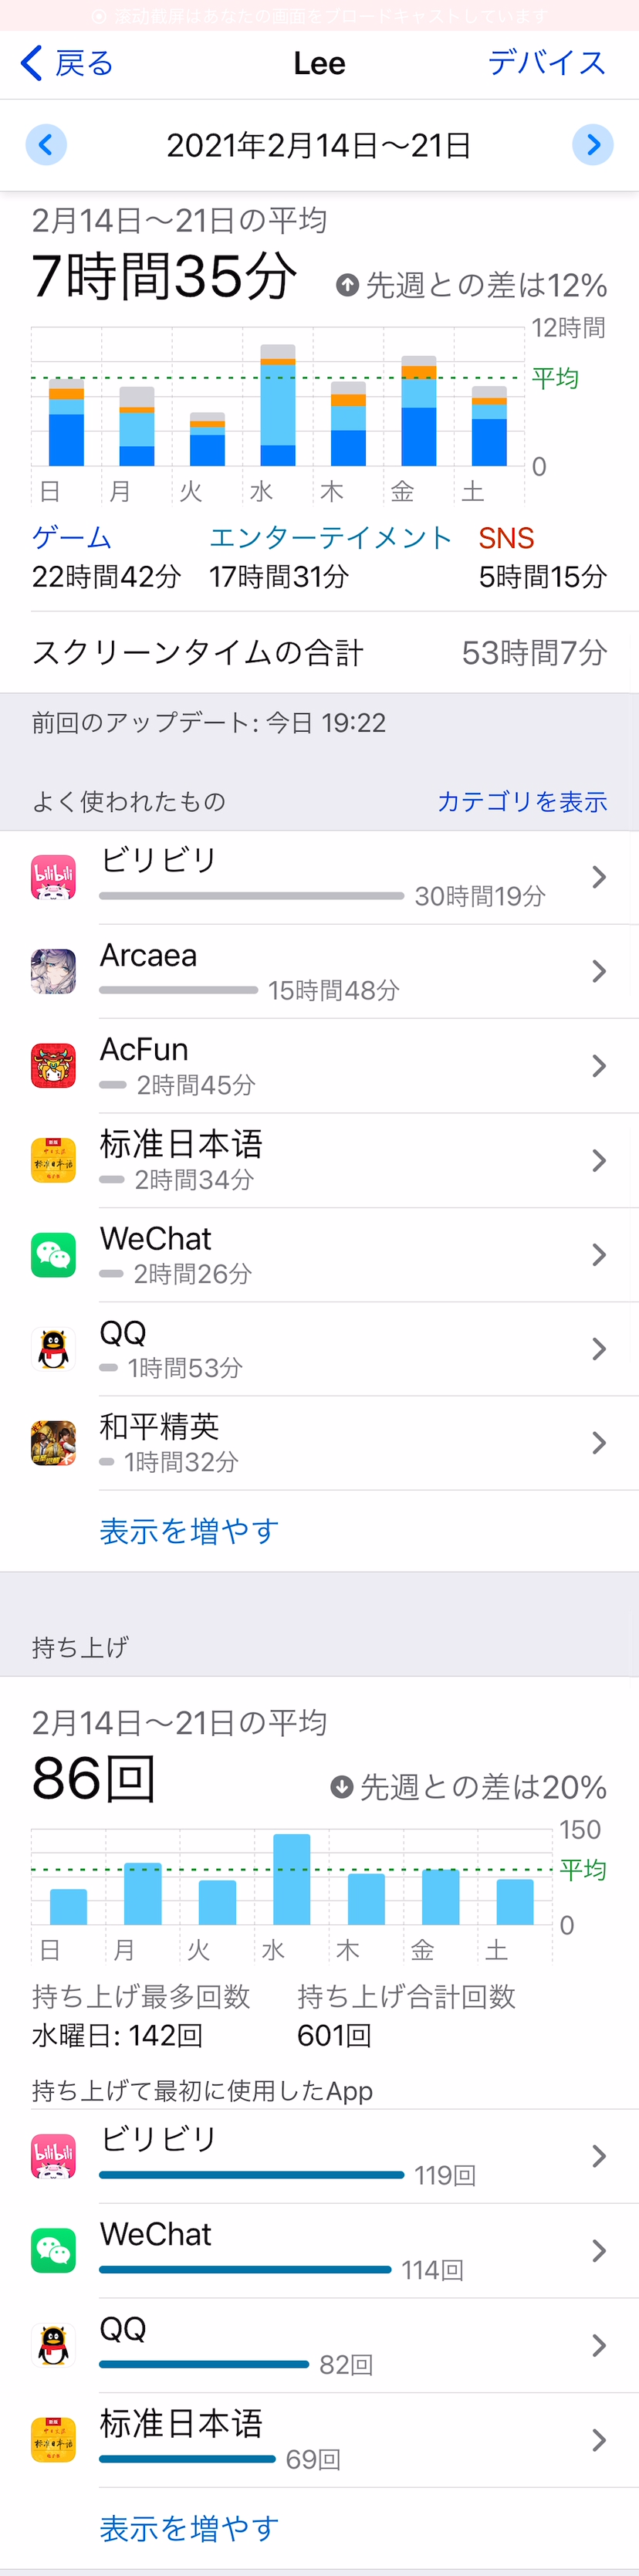 滚动截屏はあなたの画面をブロードキャストしています
戻る Lee デバイス
2021年2月14日～21日
2月14日～21日の平均
7時間35分 先週との差は12%
12時間
平均
0
日 月 火 水 木 金 土
ゲーム エンターテイメント SNS
22時間42分 17時間31分 5時間15分
スクリーンタイムの合計 53時間7分
前回のアップデート: 今日 19:22
よく使われたもの カテゴリを表示
bilibili
ビリビリ
30時間19分
Arcaea
15時間48分
AcFun
2時間45分
标准日本语
标准日本语
2時間34分
WeChat
2時間26分
QQ
1時間53分
和平精英
1時間32分
表示を増やす
持ち上げ
2月14日～21日の平均
86回 先週との差は20%
150
平均
0
日 月 火 水 木 金 土
持ち上げ最多回数 持ち上げ合計回数
水曜日: 142回 601回
持ち上げて最初に使用したApp
bilibili
ビリビリ
119回
WeChat
114回
QQ
82回
标准日本语
标准日本语
69回
表示を増やす